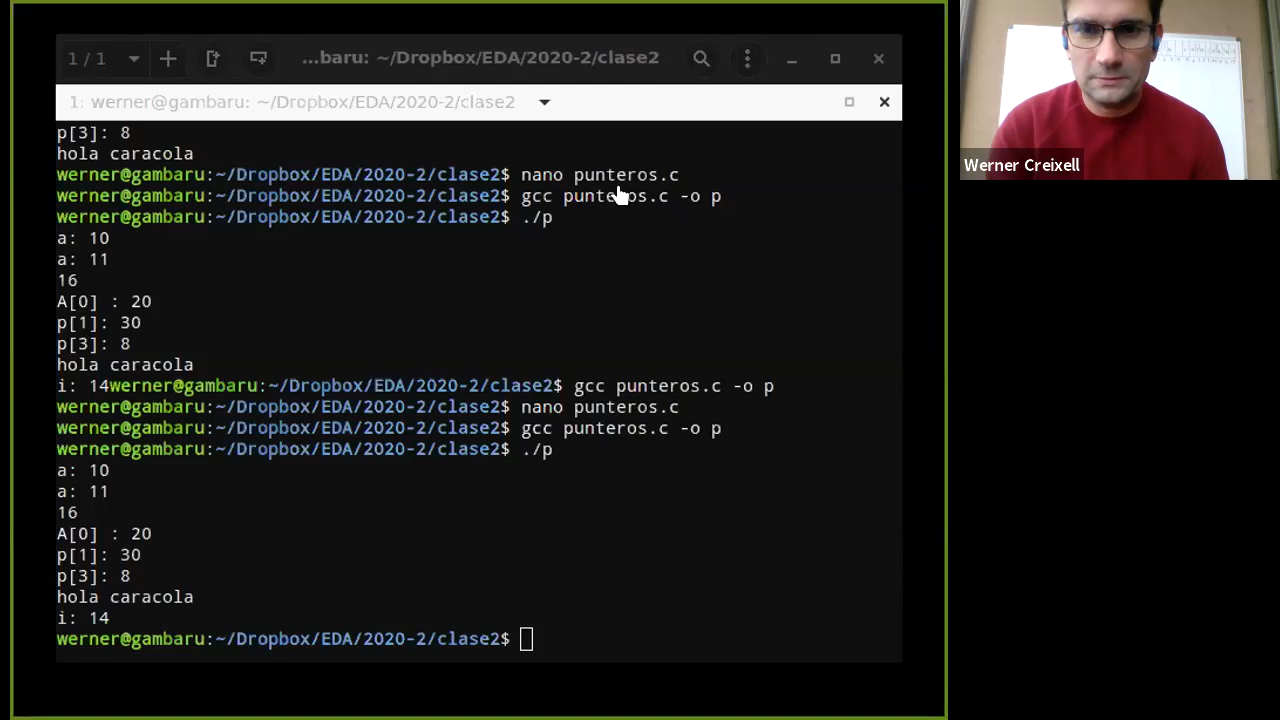 1 / 1
...baru: ~/Dropbox/EDA/2020-2/clase2
1: werner@gambaru: ~/Dropbox/EDA/2020-2/clase2
p[3]: 8
hola caracola
werner@gambaru:~/Dropbox/EDA/2020-2/clase2$ nano punteros.c
werner@gambaru:~/Dropbox/EDA/2020-2/clase2$ gcc punteros.c -o p
werner@gambaru:~/Dropbox/EDA/2020-2/clase2$ ./p
a: 10
a: 11
16
A[0] : 20
p[1]: 30
p[3]: 8
hola caracola
i: 14werner@gambaru:~/Dropbox/EDA/2020-2/clase2$ gcc punteros.c -o p
werner@gambaru:~/Dropbox/EDA/2020-2/clase2$ nano punteros.c
werner@gambaru:~/Dropbox/EDA/2020-2/clase2$ gcc punteros.c -o p
werner@gambaru:~/Dropbox/EDA/2020-2/clase2$ ./p
a: 10
a: 11
16
A[0] : 20
p[1]: 30
p[3]: 8
hola caracola
i: 14
werner@gambaru:~/Dropbox/EDA/2020-2/clase2$
Werner Creixell